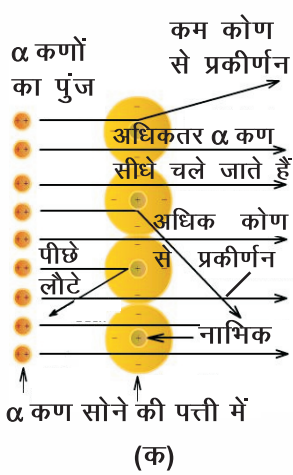 α कणों
का पुंज
कम कोण
से प्रकीर्णन
अधिकतर α कण
सीधे चले जाते हैं
अधिक कोण
से प्रकीर्णन
पीछे
लौटे
नाभिक
α कण सोने की पत्ती में
(क)